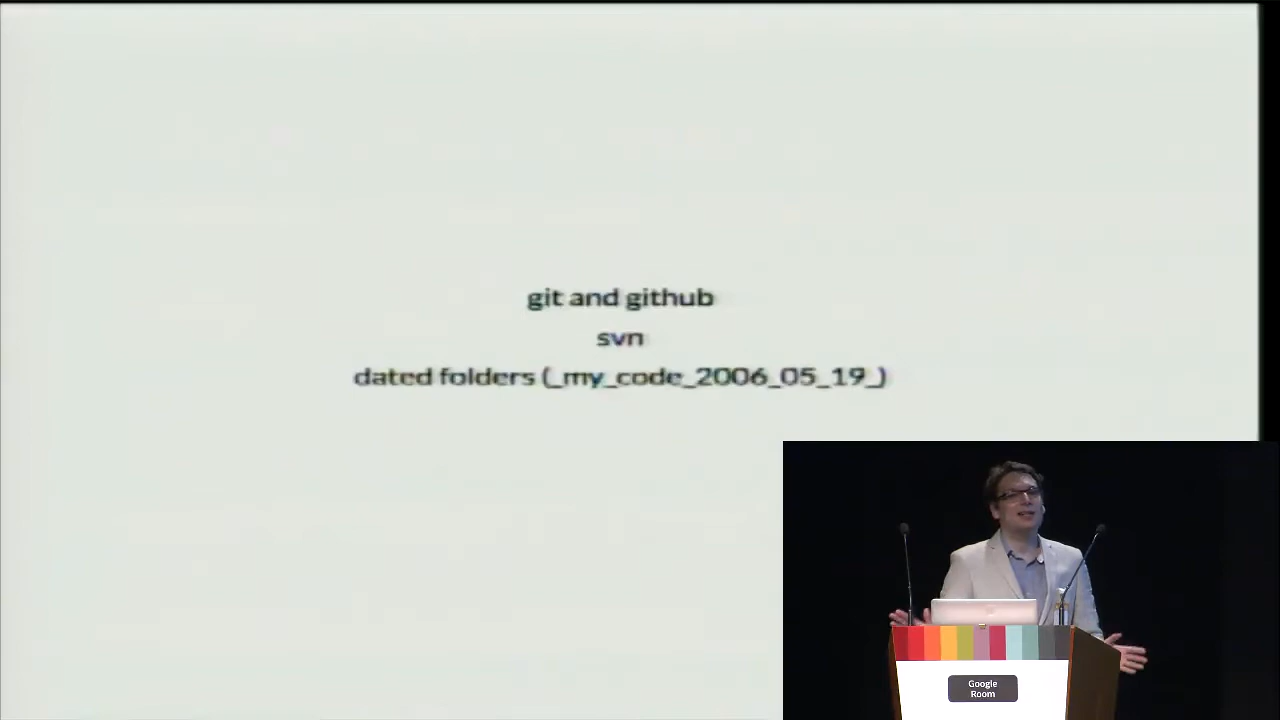 git and github
svn
dated folders (_my_code_2006_05_19_)
Google
Room